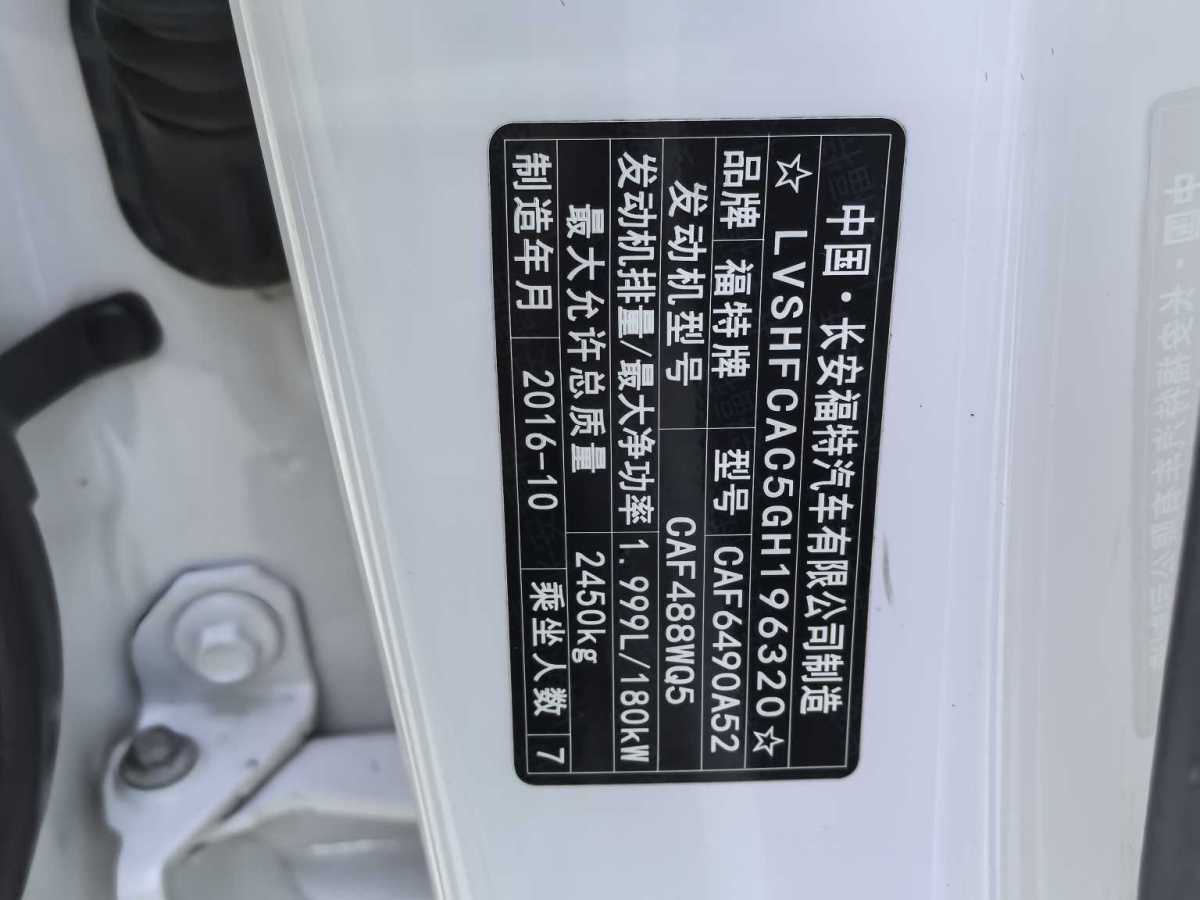 中国·长安福特汽车有限公司制造
☆LVSHFCAC5GH196320☆
品牌 福特牌 型号 CAF6490A52
发动机型号 CAF488WQ5
发动机排量/最大净功率 1.999L/180kW
最大允许总质量 2450kg
制造年月 2016-10 乘坐人数 7